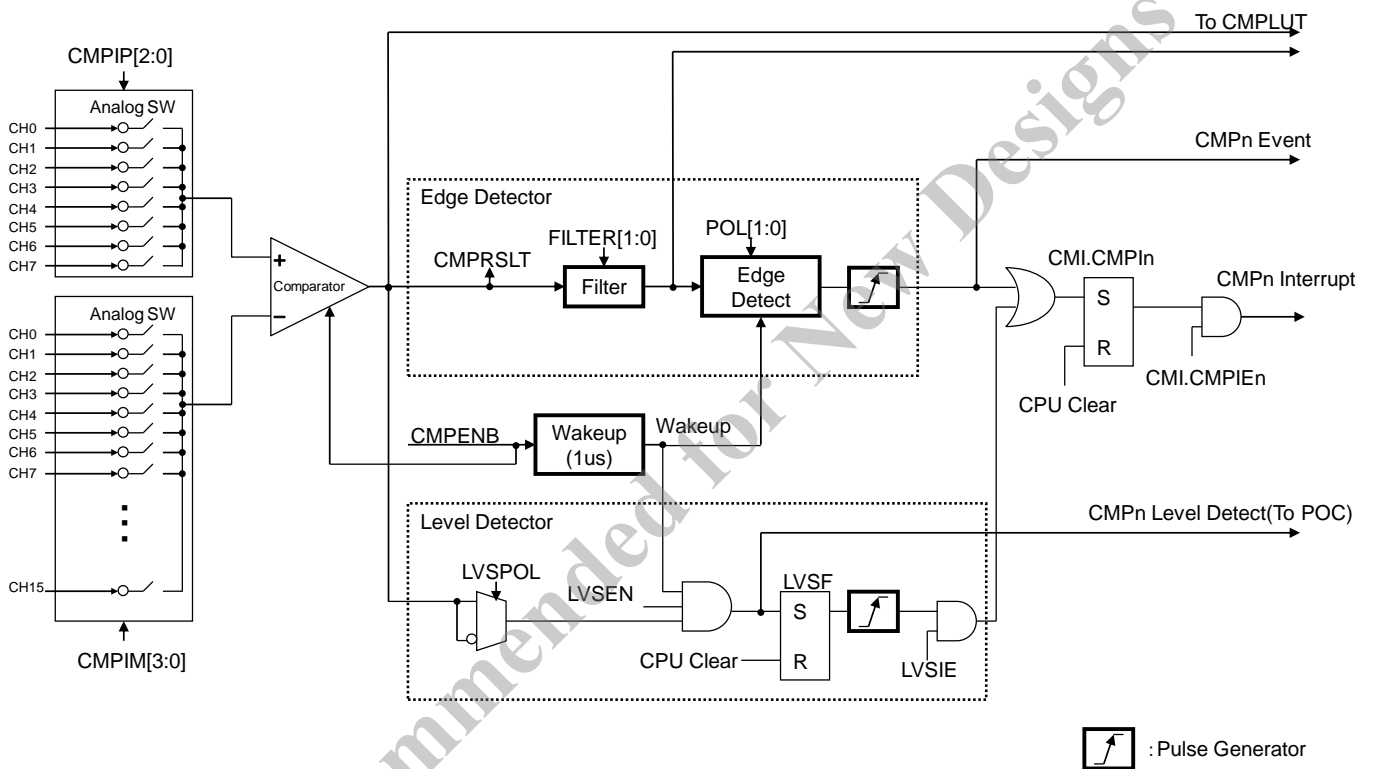 To CMPLUT
CMPIP[2:0]
Analog SW
CH0
CH1
CH2
CH3
CH4
CH5
CH6
CH7
CMPn Event
Edge Detector
FILTER[1:0]
POL[1:0]
CMPRSLT
Filter
Edge
Detect
+
Comparator
−
CMI.CMPIn
S
R
CMPn Interrupt
CMI.CMPIEn
CPU Clear
Analog SW
CH0
CH1
CH2
CH3
CH4
CH5
CH6
CH7
CH15
CMPIM[3:0]
CMPENB
Wakeup
(1us)
Wakeup
Level Detector
CMPn Level Detect(To POC)
LVSPOL
LVSEN
LVSF
S
R
CPU Clear
LVSIE
: Pulse Generator
mmended for New Designs